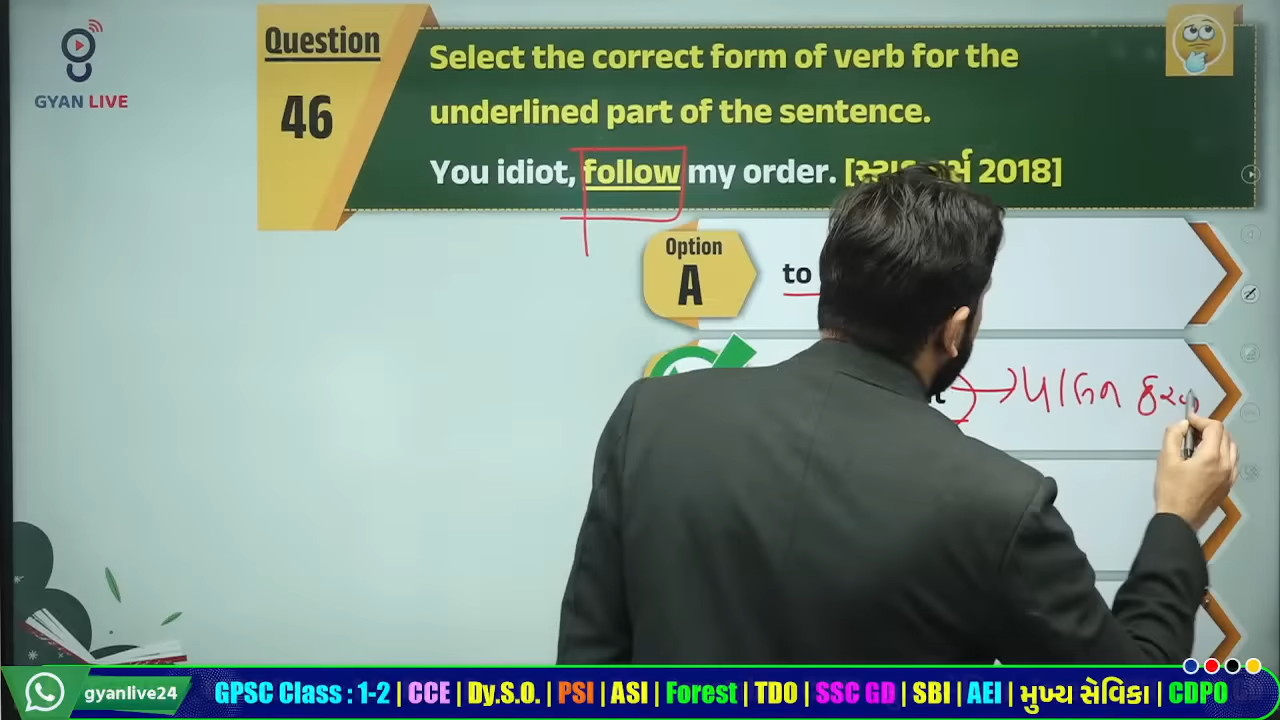 GYAN LIVE
Question
46
Select the correct form of verb for the
underlined part of the sentence.
You idiot, follow my order. [ 2018]
Option
A
to
પાલન કરવ
gyanlive24
GPSC Class : 1-2 | CCE | Dy.S.O. | PSI | ASI | Forest | TDO | SSC GD | SBI | AEI | મુખ્ય સેવિકા | CDPO